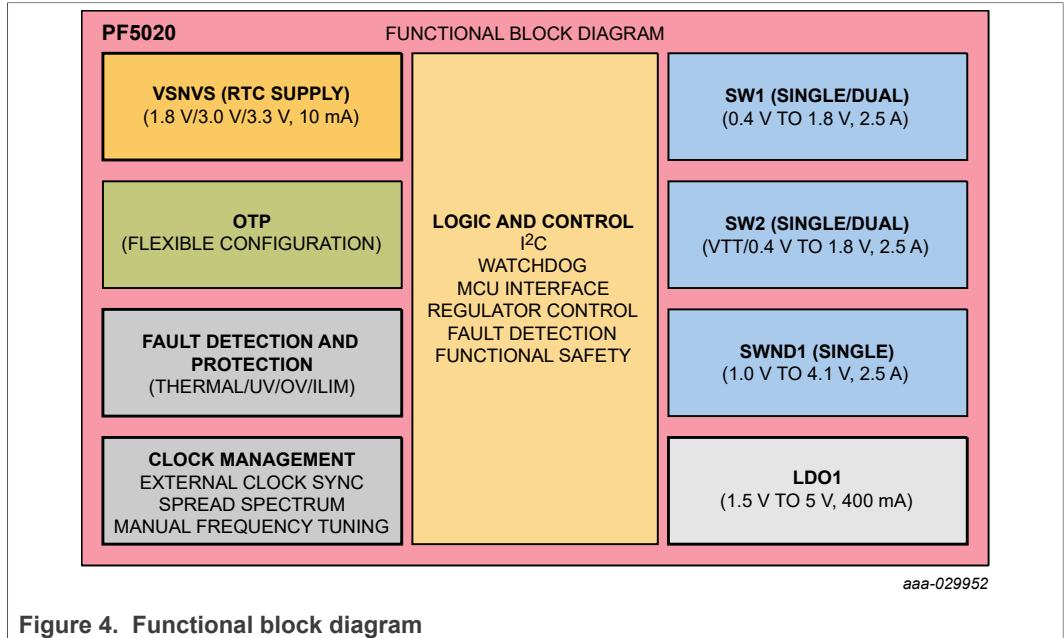 PF5020
FUNCTIONAL BLOCK DIAGRAM
VSNVS (RTC SUPPLY)
(1.8 V/3.0 V/3.3 V, 10 mA)
OTP
(FLEXIBLE CONFIGURATION)
FAULT DETECTION AND
PROTECTION
(THERMAL/UV/OV/ILIM)
CLOCK MANAGEMENT
EXTERNAL CLOCK SYNC
SPREAD SPECTRUM
MANUAL FREQUENCY TUNING
LOGIC AND CONTROL
I²C
WATCHDOG
MCU INTERFACE
REGULATOR CONTROL
FAULT DETECTION
FUNCTIONAL SAFETY
SW1 (SINGLE/DUAL)
(0.4 V TO 1.8 V, 2.5 A)
SW2 (SINGLE/DUAL)
(VTT/0.4 V TO 1.8 V, 2.5 A)
SWND1 (SINGLE)
(1.0 V TO 4.1 V, 2.5 A)
LDO1
(1.5 V TO 5 V, 400 mA)
aaa-029952
Figure 4. Functional block diagram